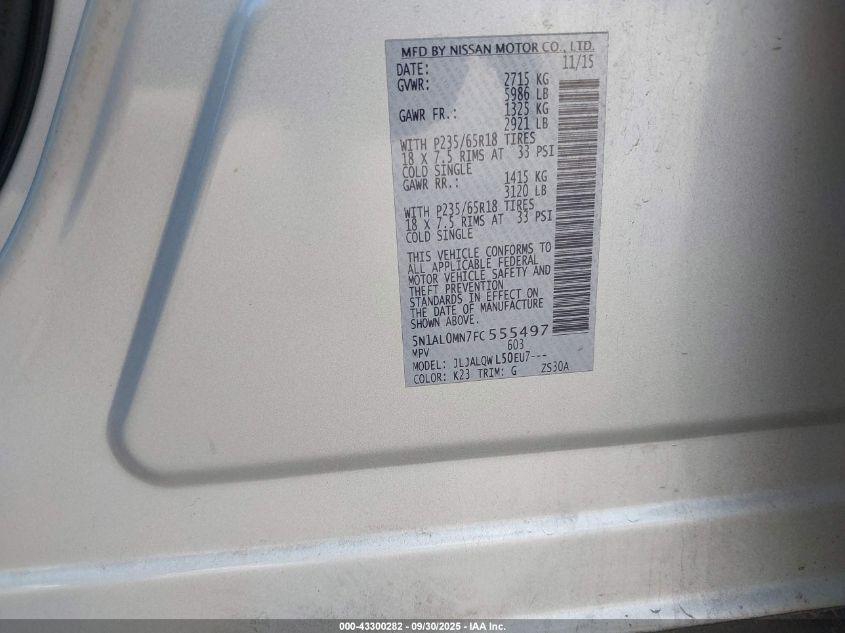 MFD BY NISSAN MOTOR CO., LTD.
DATE: 11/15
GVWR: 2715 KG
5986 LB
GAWR FR.: 1325 KG
2921 LB
WITH P235/65R18 TIRES
18 X 7.5 RIMS AT 33 PSI
COLD SINGLE
GAWR RR.: 1415 KG
3120 LB
WITH P235/65R18 TIRES
18 X 7.5 RIMS AT 33 PSI
COLD SINGLE
THIS VEHICLE CONFORMS TO
ALL APPLICABLE FEDERAL
MOTOR VEHICLE SAFETY AND
THEFT PREVENTION
STANDARDS IN EFFECT ON
THE DATE OF MANUFACTURE
SHOWN ABOVE.
5N1AL0MN7FC555497
MPV 603
MODEL: JLJALQWL50EU7---
COLOR: K23 TRIM: G ZS30A
000-43300282 - 09/30/2025 - IAA Inc.